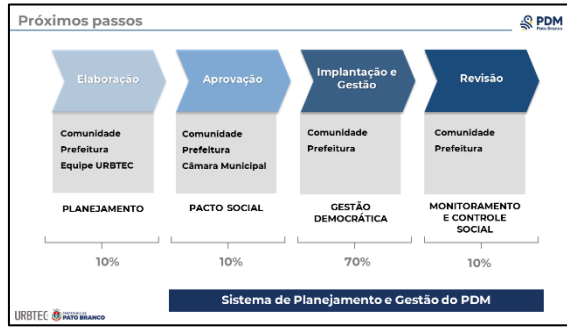 Próximos passos
PDM
Pato Branco
Elaboração
Aprovação
Implantação e
Gestão
Revisão
Comunidade
Prefeitura
Equipe URBTEC
Comunidade
Prefeitura
Câmara Municipal
Comunidade
Prefeitura
Comunidade
Prefeitura
PLANEJAMENTO
PACTO SOCIAL
GESTÃO
DEMOCRÁTICA
MONITORAMENTO
E CONTROLE
SOCIAL
10%
10%
70%
10%
Sistema de Planejamento e Gestão do PDM
URBTEC
PATO BRANCO